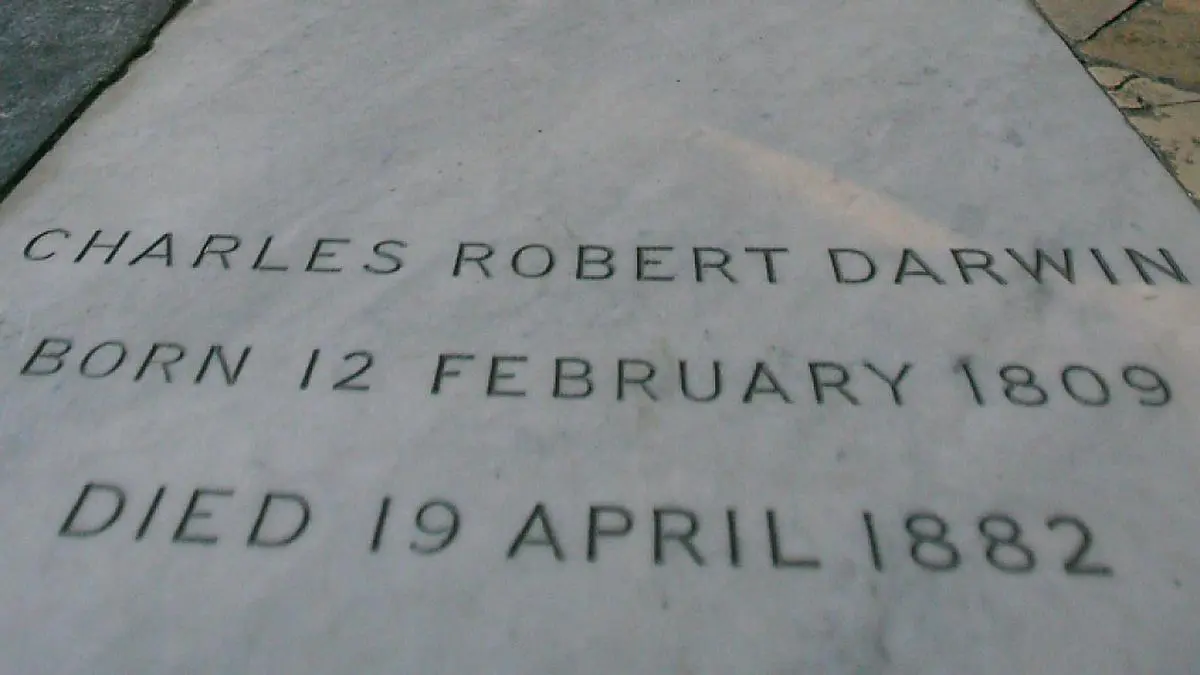 CHARLES ROBERT DARWIN
BORN 12 FEBRUARY 1809
DIED 19 APRIL 1882